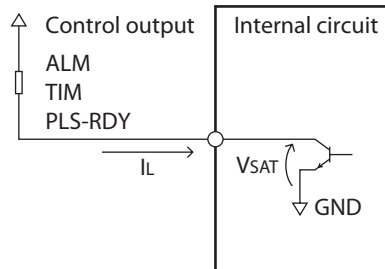 Control output
Internal circuit
ALM
TIM
PLS-RDY
IL
VSAT
GND